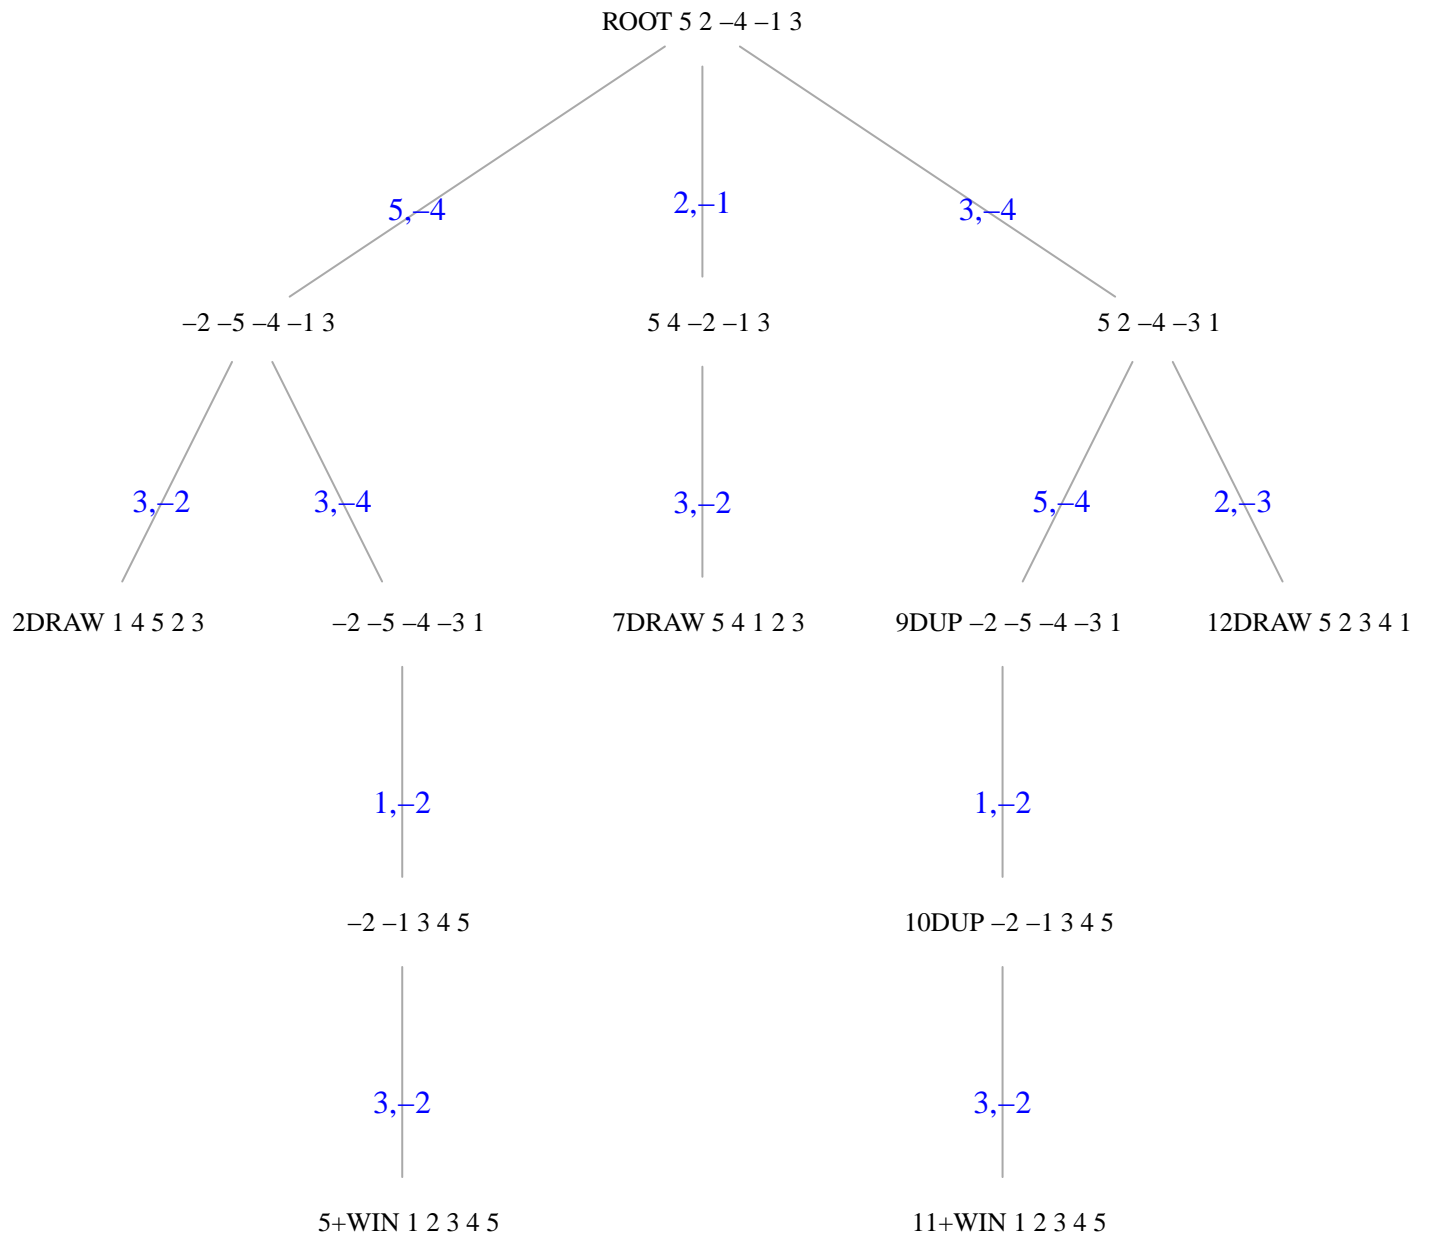 ROOT 5 2 –4 –1 3
5,–4
2,–1
3,–4
–2 –5 –4 –1 3
5 4 –2 –1 3
5 2 –4 –3 1
3,–2
3,–4
3,–2
5,–4
2,–3
2DRAW 1 4 5 2 3
–2 –5 –4 –3 1
7DRAW 5 4 1 2 3
9DUP –2 –5 –4 –3 1
12DRAW 5 2 3 4 1
1,–2
1,–2
–2 –1 3 4 5
10DUP –2 –1 3 4 5
3,–2
3,–2
5+WIN 1 2 3 4 5
11+WIN 1 2 3 4 5